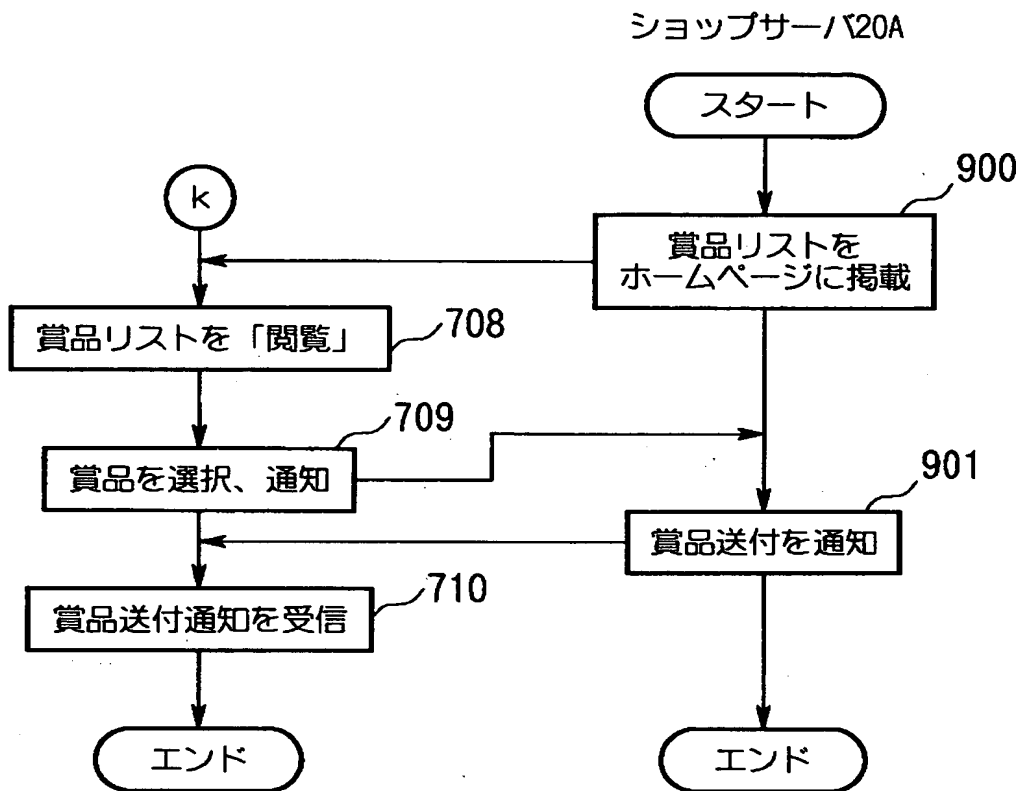 ショップサーバ20A
スタート
900
k
賞品リストを
ホームページに掲載
賞品リストを「閲覧」
708
709
賞品を選択、通知
901
賞品送付を通知
710
賞品送付通知を受信
エンド
エンド